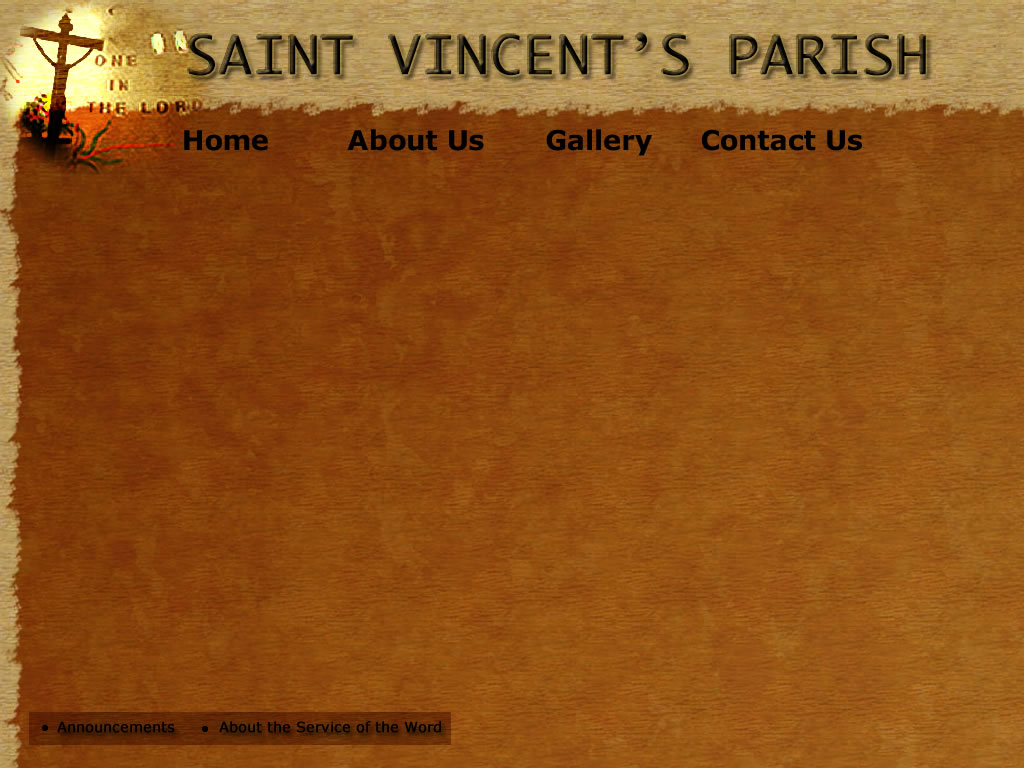 SAINT VINCENT’S PARISH
ONE
IN
THE LORD
Home About Us Gallery Contact Us
• Announcements • About the Service of the Word